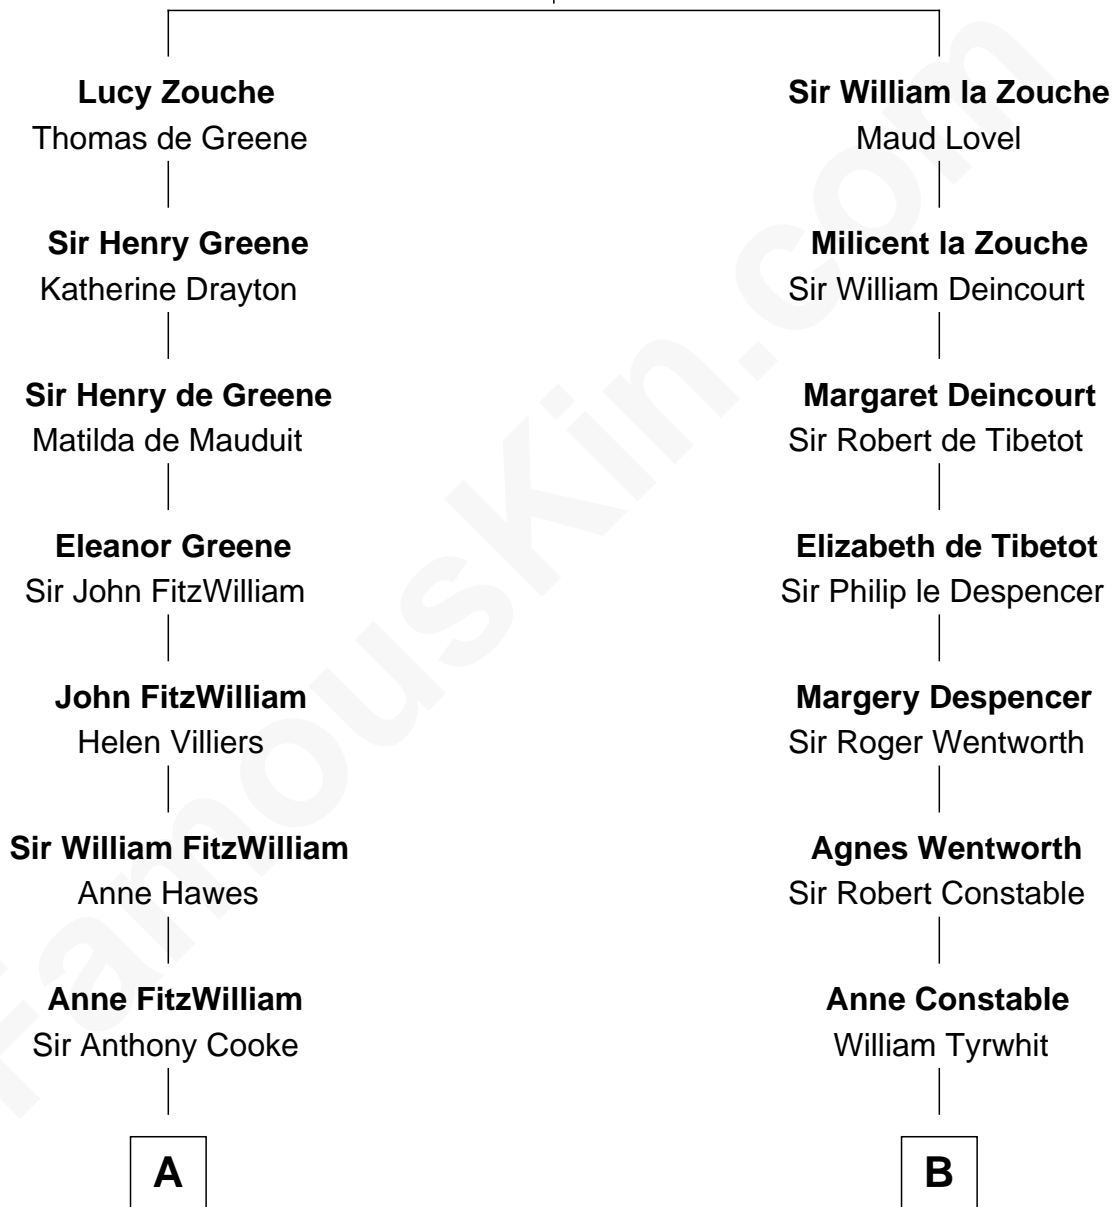 Lucy Zouche
Thomas de Greene
Sir Henry Greene
Katherine Drayton
Sir Henry de Greene
Matilda de Mauduit
Eleanor Greene
Sir John FitzWilliam
John FitzWilliam
Helen Villiers
Sir William FitzWilliam
Anne Hawes
Anne FitzWilliam
Sir Anthony Cooke
A
Sir William la Zouche
Maud Lovel
Milicent la Zouche
Sir William Deincourt
Margaret Deincourt
Sir Robert de Tibetot
Elizabeth de Tibetot
Sir Philip le Despencer
Margery Despencer
Sir Roger Wentworth
Agnes Wentworth
Sir Robert Constable
Anne Constable
William Tyrwhit
B
FamousKin.com